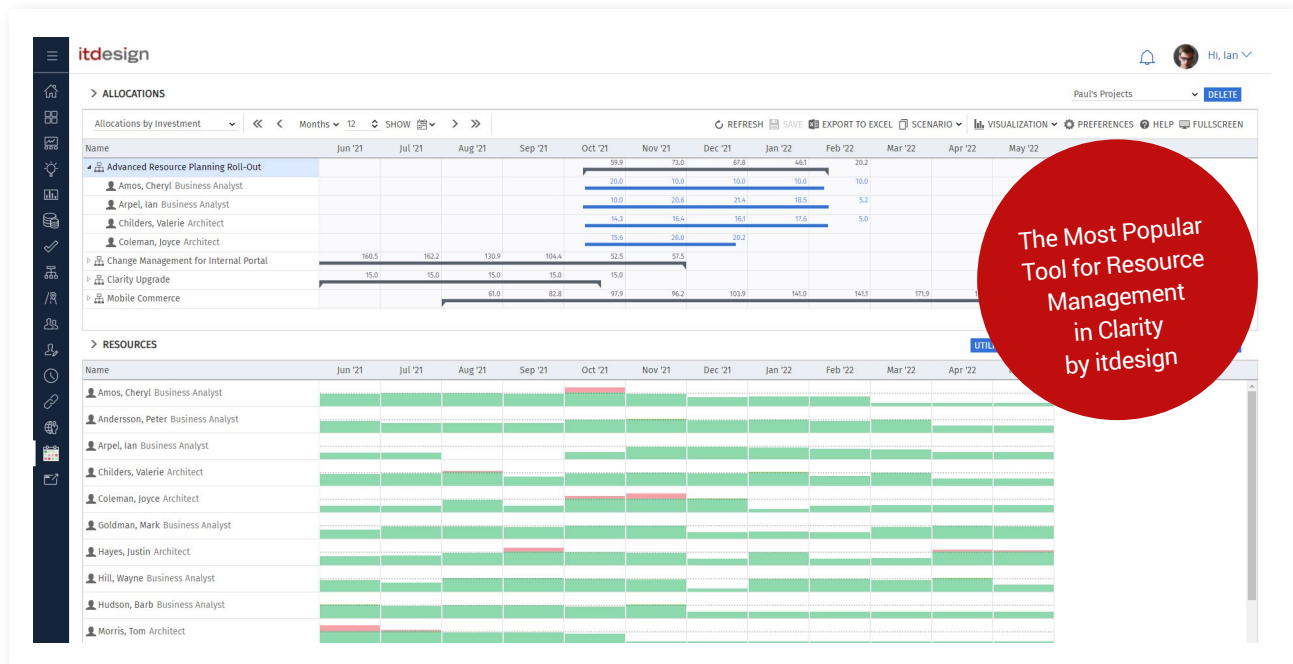 itdesign
Hi, Ian
ALLOCATIONS
Paul's Projects DELETE
Allocations by Investment Months 12 SHOW REFRESH SAVE EXPORT TO EXCEL SCENARIO VISUALIZATION PREFERENCES HELP FULLSCREEN
Name Jun '21 Jul '21 Aug '21 Sep '21 Oct '21 Nov '21 Dec '21 Jan '22 Feb '22 Mar '22 Apr '22 May '22
Advanced Resource Planning Roll-Out 59.9 73.0 67.8 46.1 20.2
Amos, Cheryl Business Analyst 20.0 10.0 10.0 10.0 10.0
Arpel, Ian Business Analyst 10.0 20.6 21.4 18.5 5.2
Childers, Valerie Architect 14.3 16.4 16.1 17.6 5.0
Coleman, Joyce Architect 15.6 26.0 20.2
Change Management for Internal Portal 160.5 162.2 130.9 104.4 52.5 57.5
Clarity Upgrade 15.0 15.0 15.0 15.0 15.0
Mobile Commerce 61.0 82.8 97.9 96.2 103.9 141.0 141.1 171.9
The Most Popular
Tool for Resource
Management
in Clarity
by itdesign
RESOURCES
Name Jun '21 Jul '21 Aug '21 Sep '21 Oct '21 Nov '21 Dec '21 Jan '22 Feb '22 Mar '22 Apr '22
Amos, Cheryl Business Analyst
Andersson, Peter Business Analyst
Arpel, Ian Business Analyst
Childers, Valerie Architect
Coleman, Joyce Architect
Goldman, Mark Business Analyst
Hayes, Justin Architect
Hill, Wayne Business Analyst
Hudson, Barb Business Analyst
Morris, Tom Architect